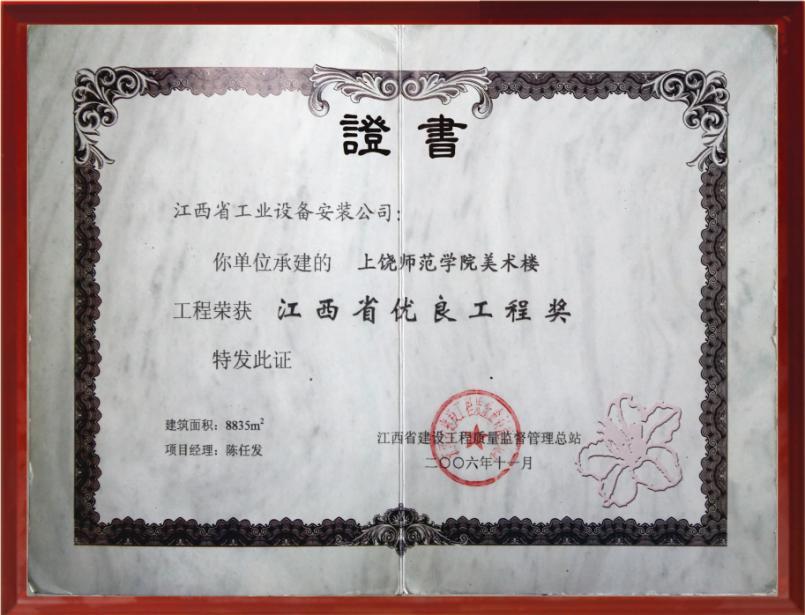 證書
江西省工业设备安装公司：
你单位承建的 上饶师范学院美术楼
工程荣获 江西省优良工程奖
特发此证
建筑面积：8835m²
项目经理：陈任发
江西省建设工程质量监督管理总站
二〇〇六年十一月